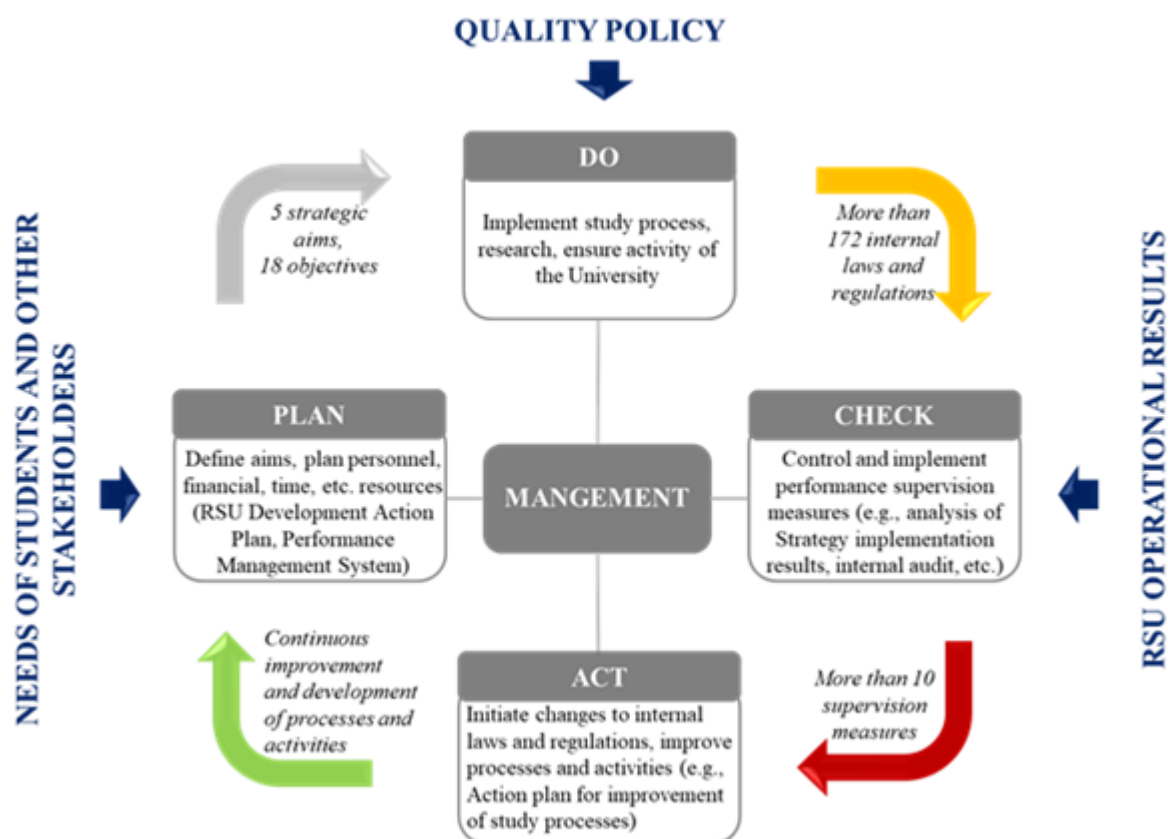 QUALITY POLICY
DO
Implement study process,
research, ensure activity of
the University
5 strategic
aims,
18 objectives
More than
172 internal
laws and
regulations
NEEDS OF STUDENTS AND OTHER
STAKEHOLDERS
PLAN
Define aims, plan personnel,
financial, time, etc. resources
(RSU Development Action
Plan, Performance
Management System)
MANGEMENT
CHECK
Control and implement
performance supervision
measures (e.g., analysis of
Strategy implementation
results, internal audit, etc.)
RSU OPERATIONAL RESULTS
Continuous
improvement
and development
of processes and
activities
ACT
Initiate changes to internal
laws and regulations, improve
processes and activities (e.g.,
Action plan for improvement
of study processes)
More than 10
supervision
measures